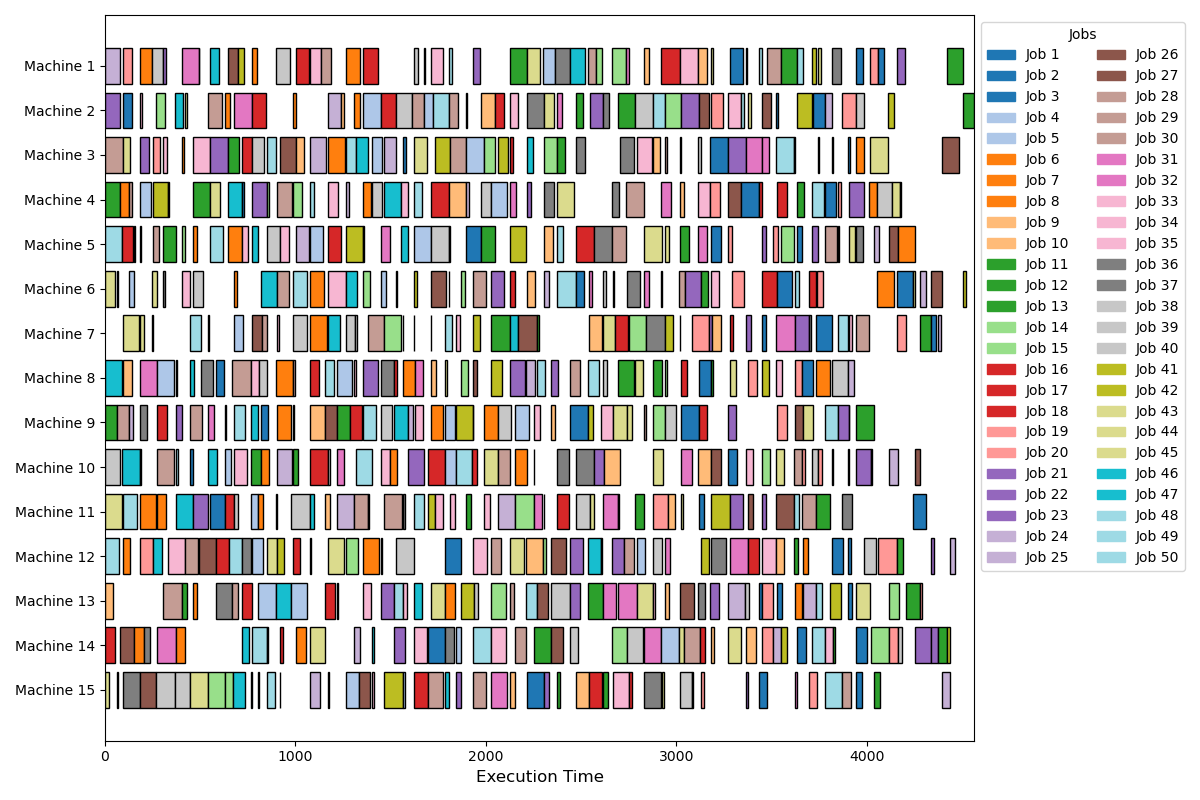 Jobs
Machine 1
Machine 2
Machine 3
Machine 4
Machine 5
Machine 6
Machine 7
Machine 8
Machine 9
Machine 10
Machine 11
Machine 12
Machine 13
Machine 14
Machine 15
0 1000 2000 3000 4000
Execution Time
Job 1
Job 2
Job 3
Job 4
Job 5
Job 6
Job 7
Job 8
Job 9
Job 10
Job 11
Job 12
Job 13
Job 14
Job 15
Job 16
Job 17
Job 18
Job 19
Job 20
Job 21
Job 22
Job 23
Job 24
Job 25
Job 26
Job 27
Job 28
Job 29
Job 30
Job 31
Job 32
Job 33
Job 34
Job 35
Job 36
Job 37
Job 38
Job 39
Job 40
Job 41
Job 42
Job 43
Job 44
Job 45
Job 46
Job 47
Job 48
Job 49
Job 50